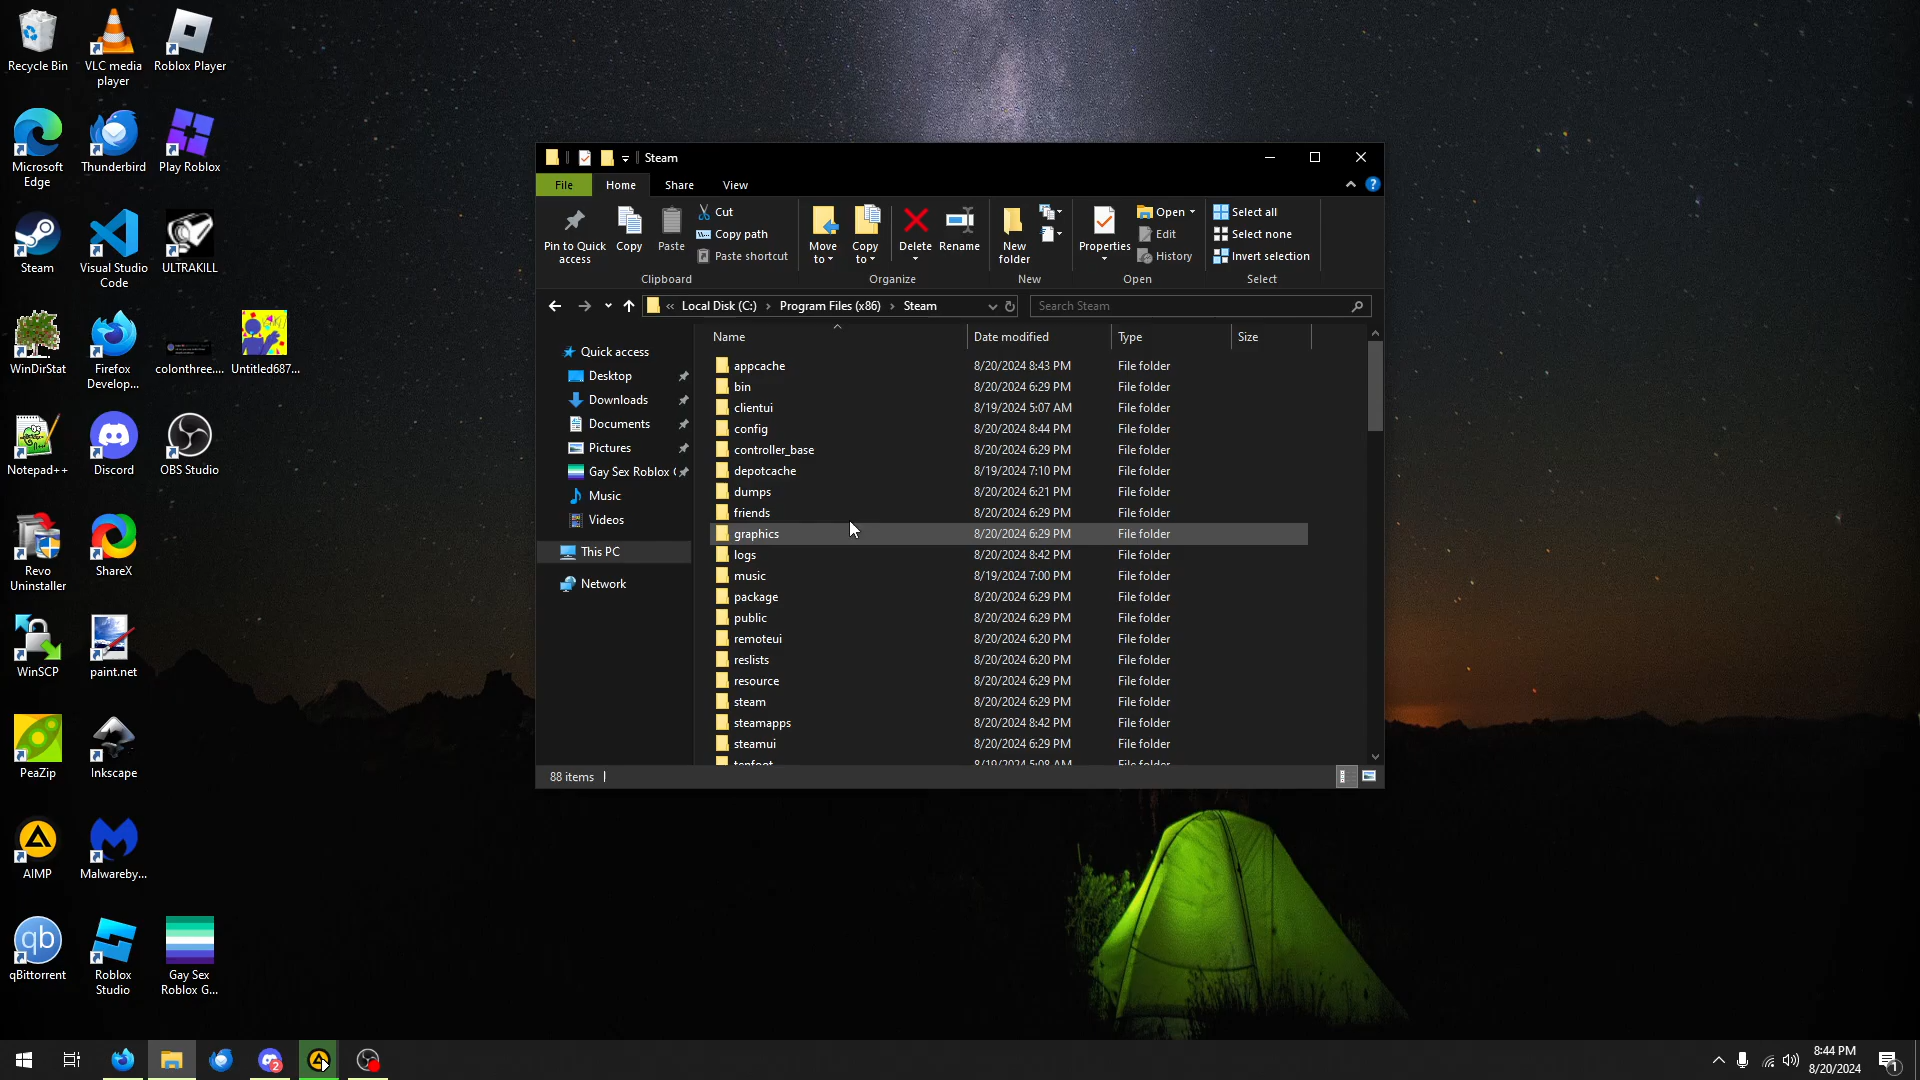 Recycle Bin
VLC media
player
Roblox Player
Microsoft
Edge
Thunderbird
Play Roblox
Steam
Visual Studio
Code
ULTRAKILL
WinDirStat
Firefox
Develop...
colonthree....
Untitled687...
Notepad++
Discord
OBS Studio
Revo
Uninstaller
ShareX
WinSCP
paint.net
PeaZip
Inkscape
AIMP
Malwareby...
qBittorrent
Roblox
Studio
Gay Sex
Roblox G...
Steam
File
Home
Share
View
Pin to Quick
access
Copy
Paste
Cut
Copy path
Paste shortcut
Clipboard
Move
to
Copy
to
Delete
Rename
Organize
New
folder
New
Properties
Open
Edit
History
Open
Select all
Select none
Invert selection
Select
« Local Disk (C:) › Program Files (x86) › Steam
Search Steam
Quick access
Desktop
Downloads
Documents
Pictures
Gay Sex Roblox
Music
Videos
This PC
Network
Name Date modified Type Size
appcache 8/20/2024 8:43 PM File folder
bin 8/20/2024 6:29 PM File folder
clientui 8/19/2024 5:07 AM File folder
config 8/20/2024 8:44 PM File folder
controller_base 8/20/2024 6:29 PM File folder
depotcache 8/19/2024 7:10 PM File folder
dumps 8/20/2024 6:21 PM File folder
friends 8/20/2024 6:29 PM File folder
graphics 8/20/2024 6:29 PM File folder
logs 8/20/2024 8:42 PM File folder
music 8/19/2024 7:00 PM File folder
package 8/20/2024 6:29 PM File folder
public 8/20/2024 6:29 PM File folder
remoteui 8/20/2024 6:20 PM File folder
reslists 8/20/2024 6:20 PM File folder
resource 8/20/2024 6:29 PM File folder
steam 8/20/2024 6:29 PM File folder
steamapps 8/20/2024 8:42 PM File folder
steamui 8/20/2024 6:29 PM File folder
tenfoot 8/19/2024 5:08 AM File folder
88 items
2
8:44 PM
8/20/2024
1